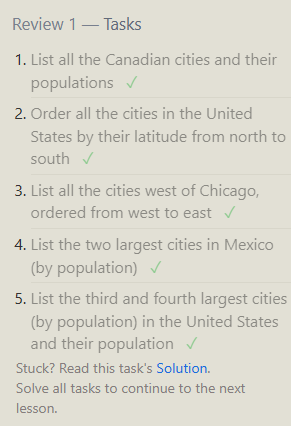 Review 1 — Tasks
1. List all the Canadian cities and their
populations ✓
2. Order all the cities in the United
States by their latitude from north to
south ✓
3. List all the cities west of Chicago,
ordered from west to east ✓
4. List the two largest cities in Mexico
(by population) ✓
5. List the third and fourth largest cities
(by population) in the United States
and their population ✓
Stuck? Read this task's Solution.
Solve all tasks to continue to the next
lesson.